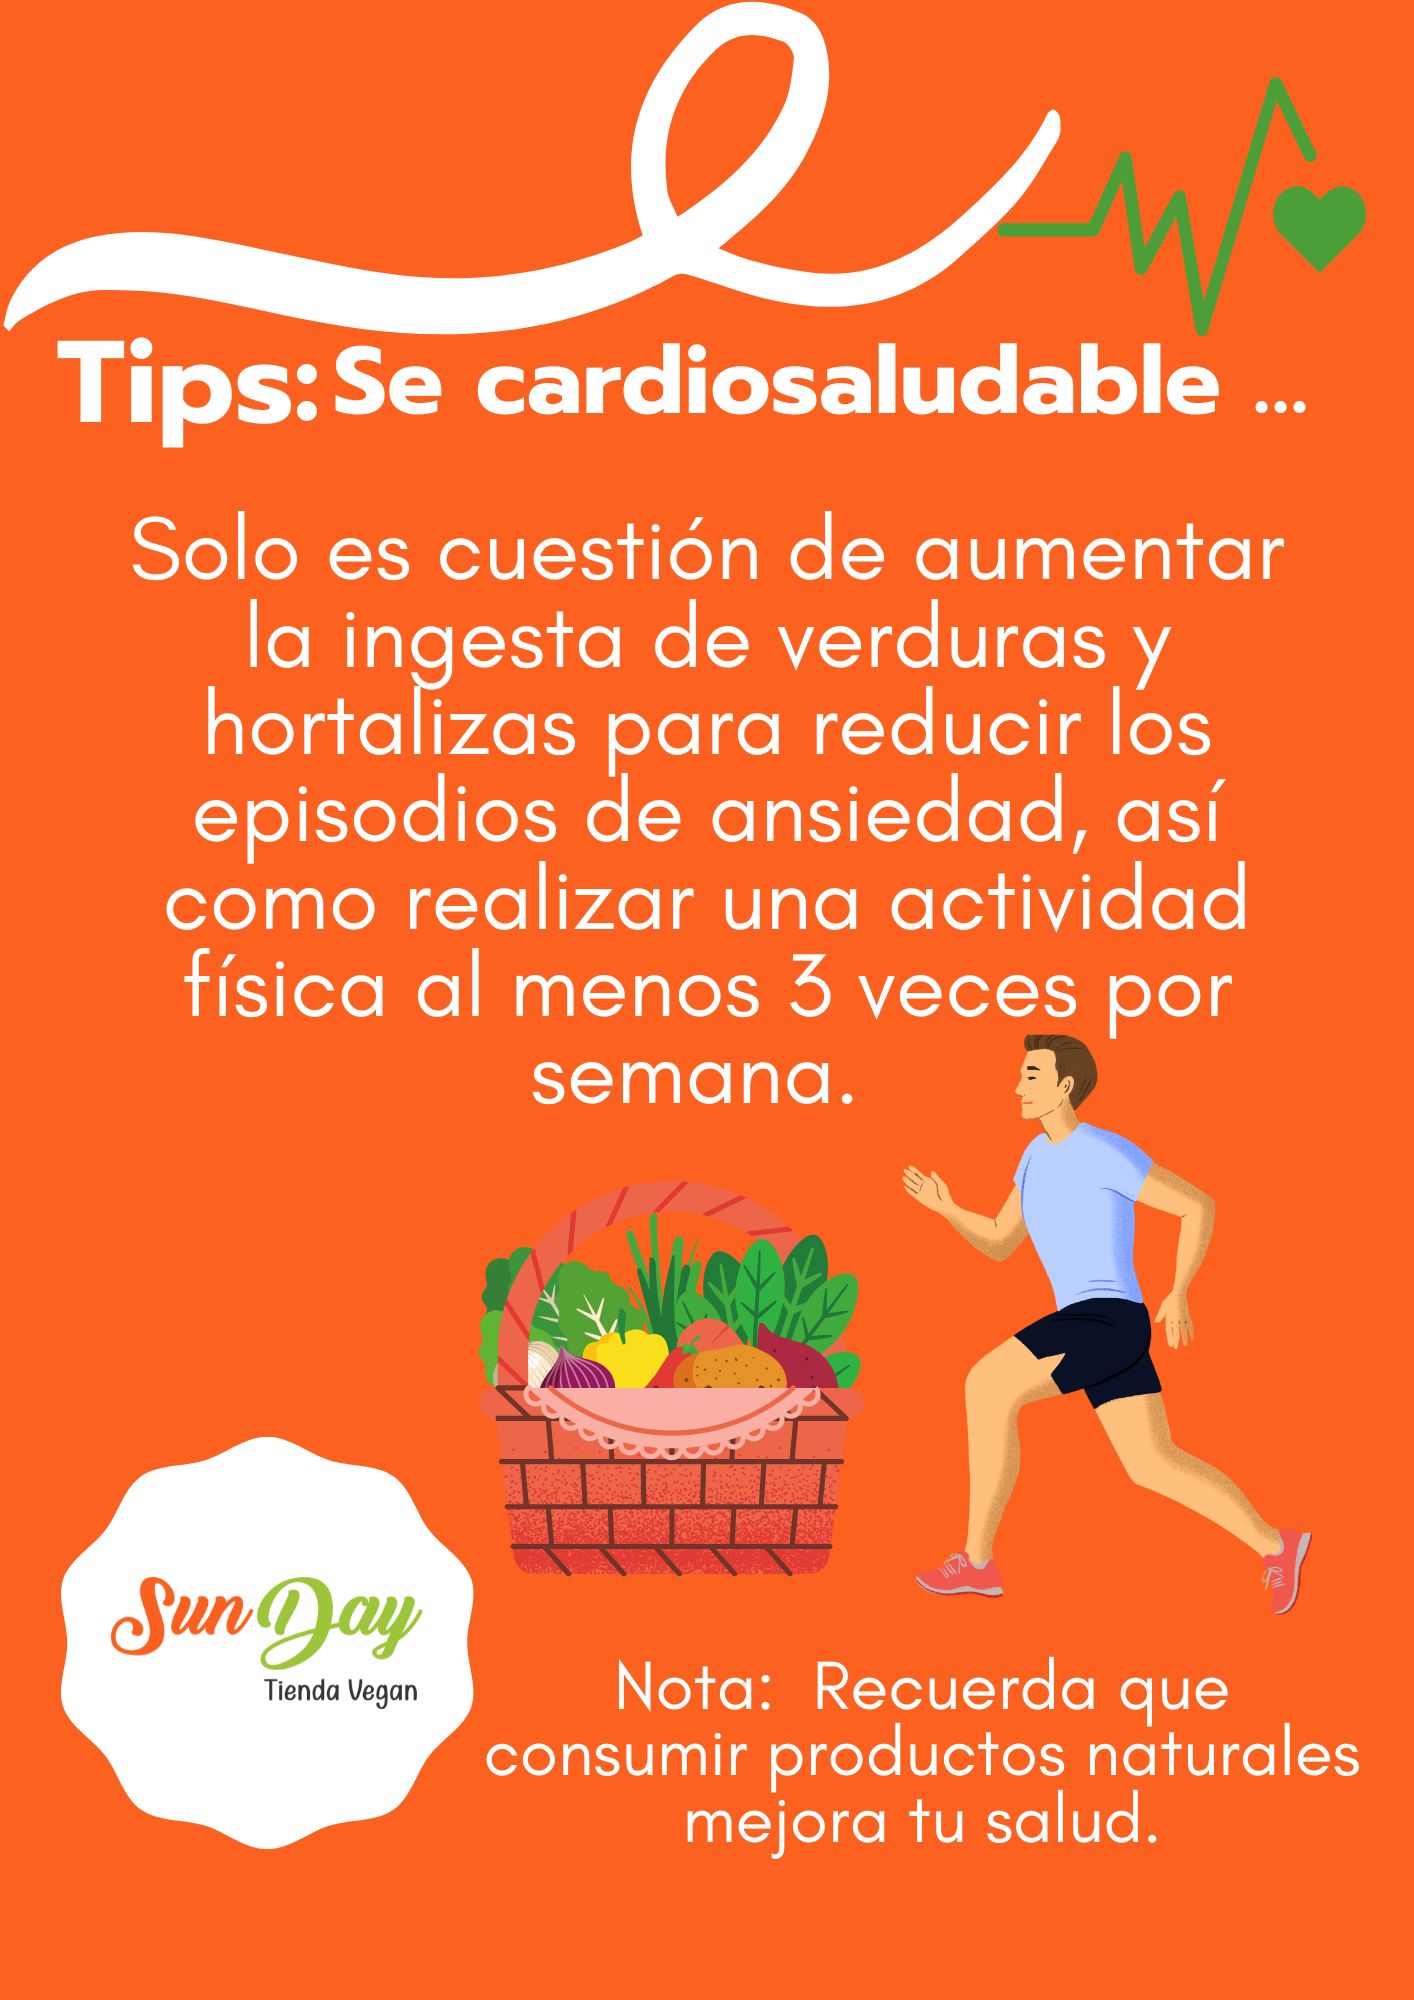 Tips: Se cardiosaludable ...
Solo es cuestión de aumentar
la ingesta de verduras y
hortalizas para reducir los
episodios de ansiedad, así
como realizar una actividad
física al menos 3 veces por
semana.
SunDay
Tienda Vegan
Nota: Recuerda que
consumir productos naturales
mejora tu salud.